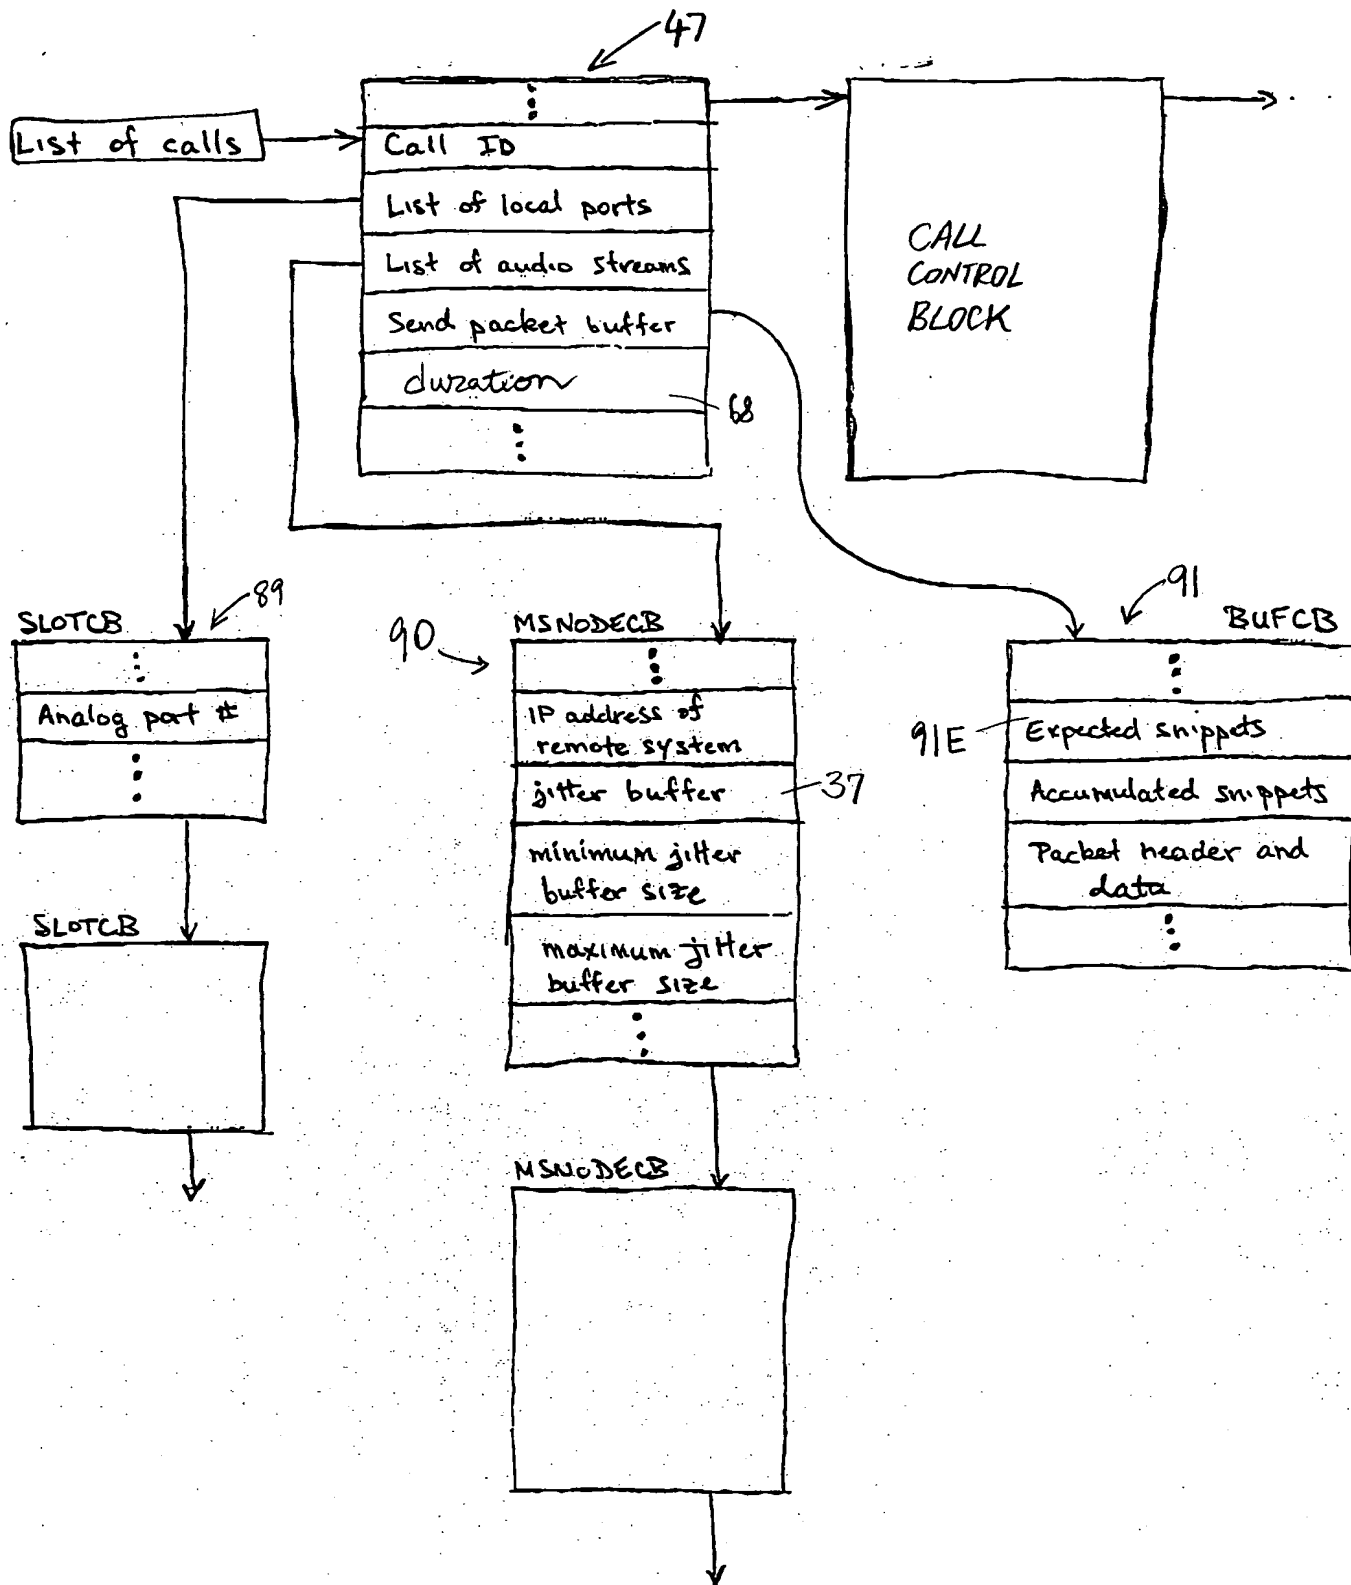 47
List of calls
Call ID
List of local ports
List of audio streams
Send packet buffer
duration
68
CALL
CONTROL
BLOCK
SLOTCB
89
Analog port #
SLOTCB
90
MSNODECB
IP address of
remote system
jitter buffer
37
minimum jitter
buffer size
maximum jitter
buffer size
MSNODECB
91
BUFCB
91E
Expected snippets
Accumulated snippets
Packet header and
data